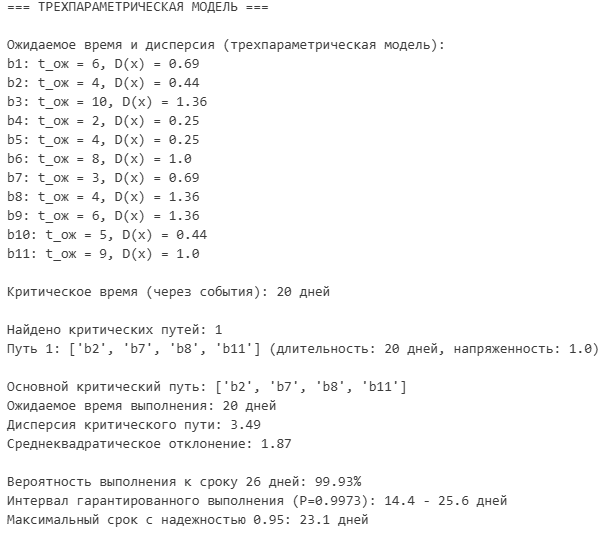 === ТРЕХПАРАМЕТРИЧЕСКАЯ МОДЕЛЬ ===
Ожидаемое время и дисперсия (трехпараметрическая модель):
b1: t_ож = 6, D(x) = 0.69
b2: t_ож = 4, D(x) = 0.44
b3: t_ож = 10, D(x) = 1.36
b4: t_ож = 2, D(x) = 0.25
b5: t_ож = 4, D(x) = 0.25
b6: t_ож = 8, D(x) = 1.0
b7: t_ож = 3, D(x) = 0.69
b8: t_ож = 4, D(x) = 1.36
b9: t_ож = 6, D(x) = 1.36
b10: t_ож = 5, D(x) = 0.44
b11: t_ож = 9, D(x) = 1.0
Критическое время (через события): 20 дней
Найдено критических путей: 1
Путь 1: ['b2', 'b7', 'b8', 'b11'] (длительность: 20 дней, напряженность: 1.0)
Основной критический путь: ['b2', 'b7', 'b8', 'b11']
Ожидаемое время выполнения: 20 дней
Дисперсия критического пути: 3.49
Среднеквадратическое отклонение: 1.87
Вероятность выполнения к сроку 26 дней: 99.93%
Интервал гарантированного выполнения (P=0.9973): 14.4 - 25.6 дней
Максимальный срок с надежностью 0.95: 23.1 дней